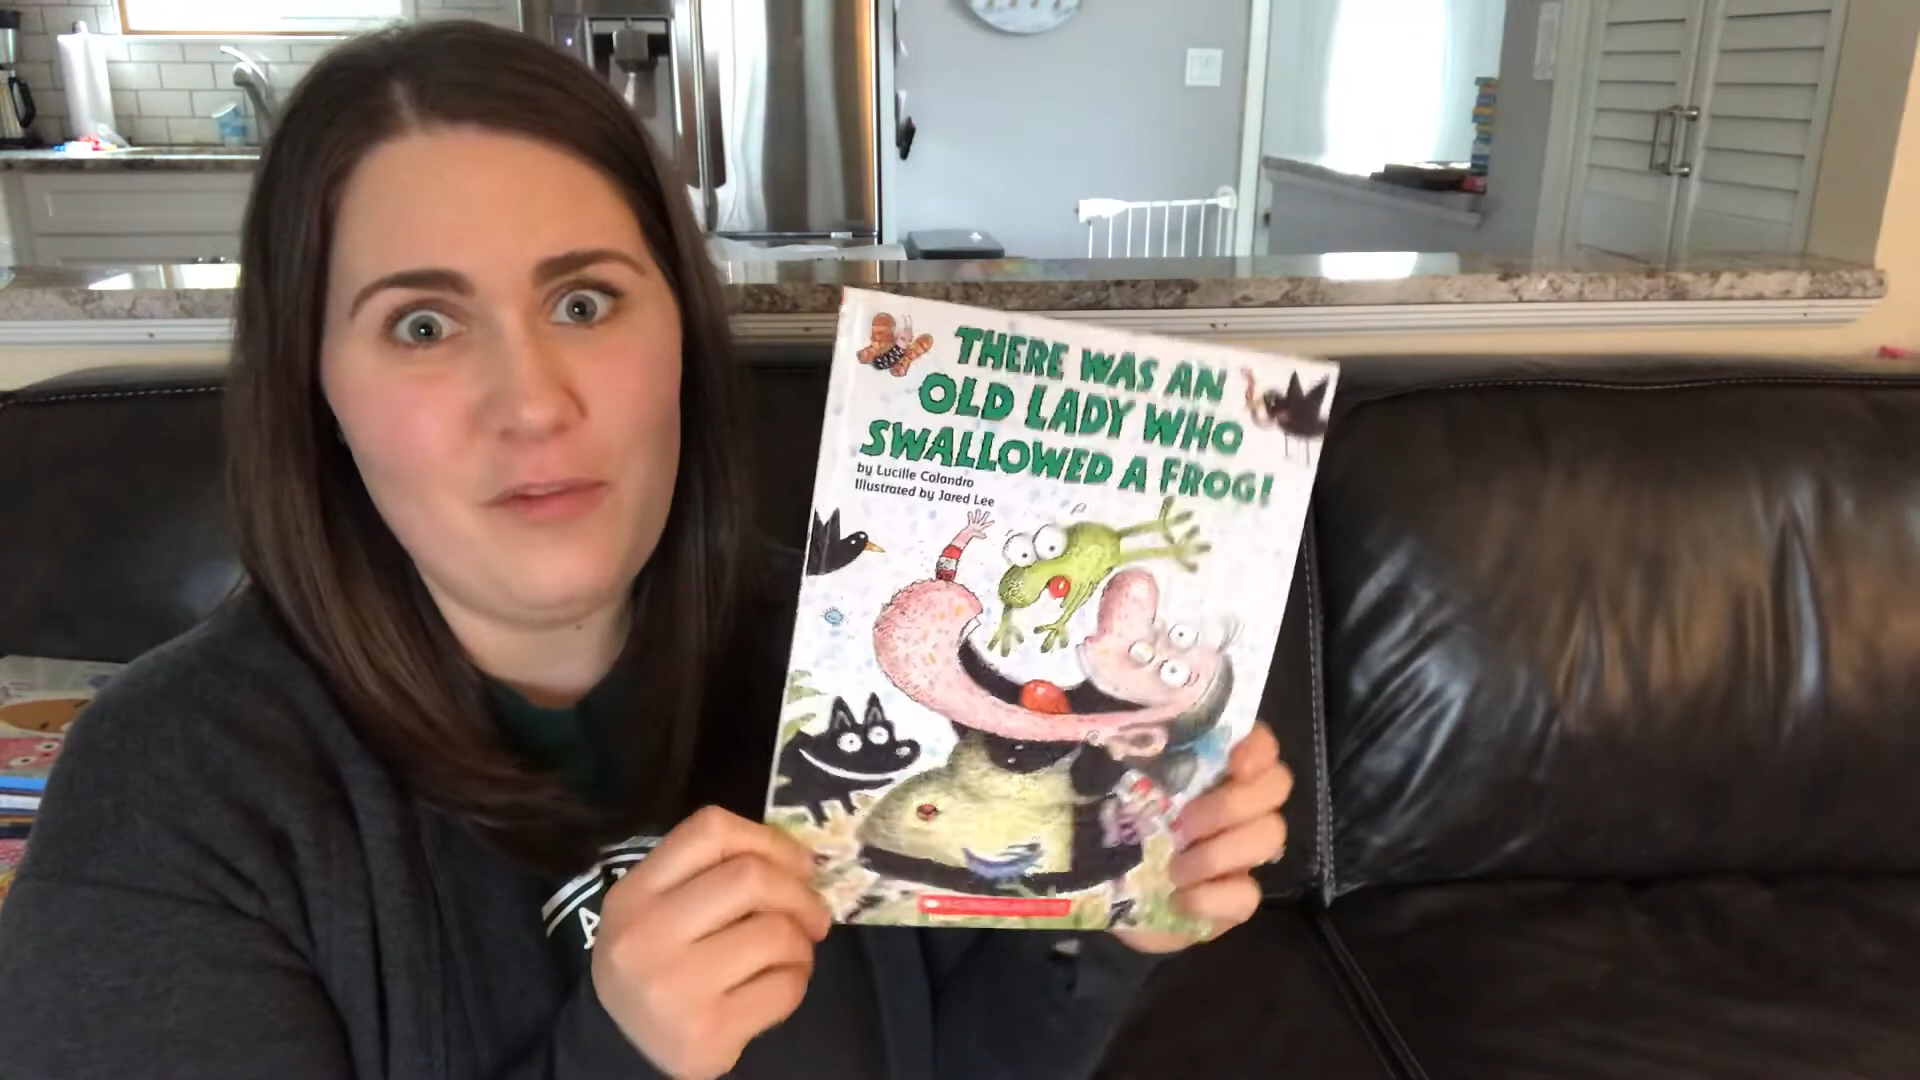 THERE WAS AN
OLD LADY WHO
SWALLOWED A FROG!
by Lucille Colandro
Illustrated by Jared Lee
A